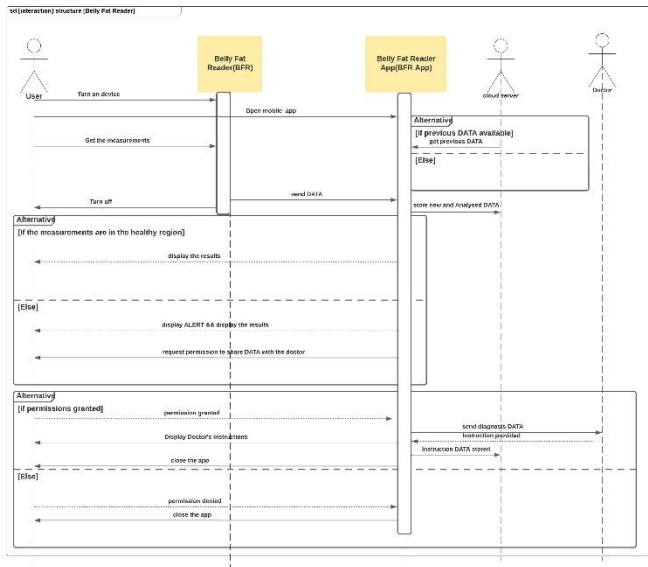 sd [interaction] structure [Belly Fat Reader]
Belly Fat
Reader(BFR)
Belly Fat Reader
App(BFR App)
User
cloud server
Doctor
Turn on device
Open mobile app
Alternative
[If previous DATA available]
get previous DATA
[Else]
Get the measurements
send DATA
Turn off
store new and Analysed DATA
Alternative
[If the measurements are in the healthy region]
display the results
[Else]
display ALERT && display the results
request permission to share DATA with the doctor
Alternative
[If permissions granted]
permission granted
send diagnosis DATA
Instruction provided
Display Doctor's Instructions
Instruction DATA stored
close the app
[Else]
permission denied
close the app